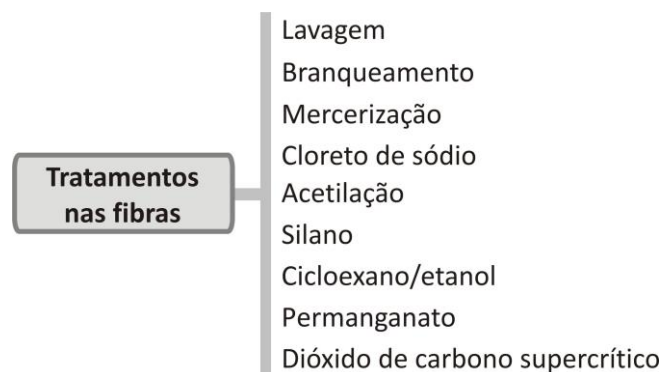 Tratamentos
nas fibras
Lavagem
Branqueamento
Mercerização
Cloreto de sódio
Acetilação
Silano
Cicloexano/etanol
Permanganato
Dióxido de carbono supercrítico